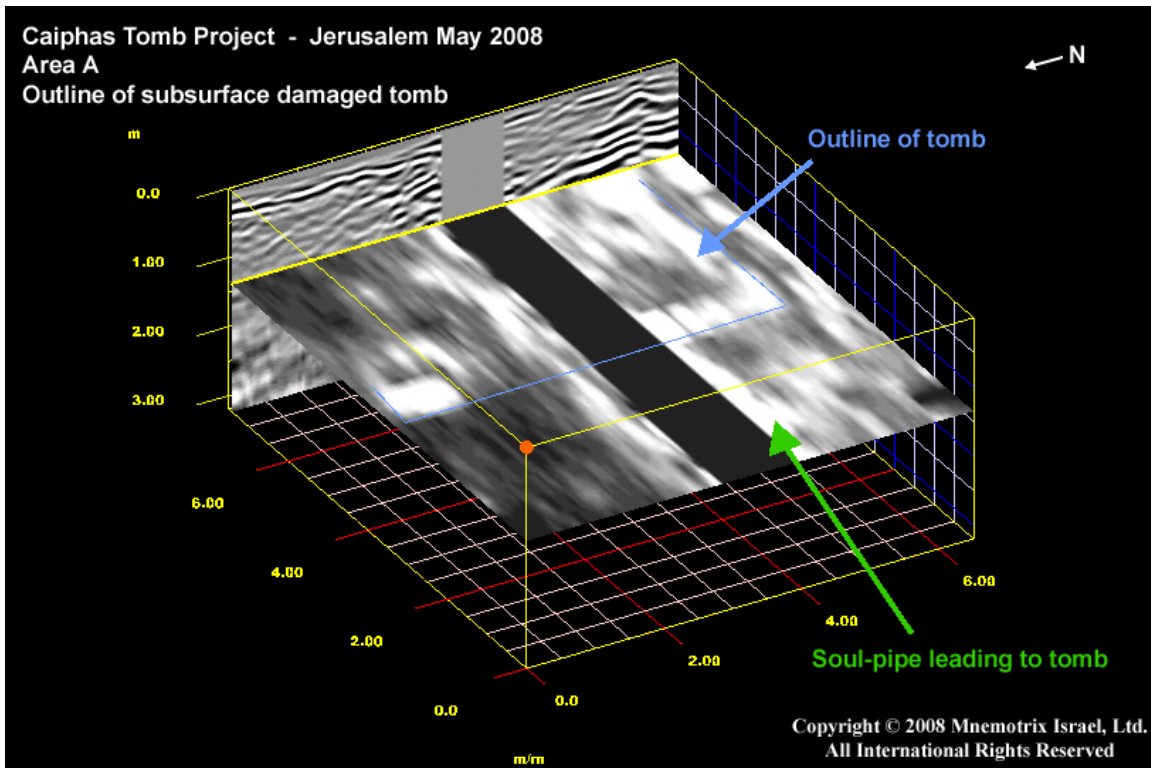 Caiphas Tomb Project - Jerusalem May 2008
Area A
Outline of subsurface damaged tomb
N
m
Outline of tomb
0.0
1.00
2.00
3.00
6.00
4.00
2.00
0.0
0.0
2.00
4.00
6.00
Soul-pipe leading to tomb
m/m
Copyright © 2008 Mnemotrix Israel, Ltd.
All International Rights Reserved